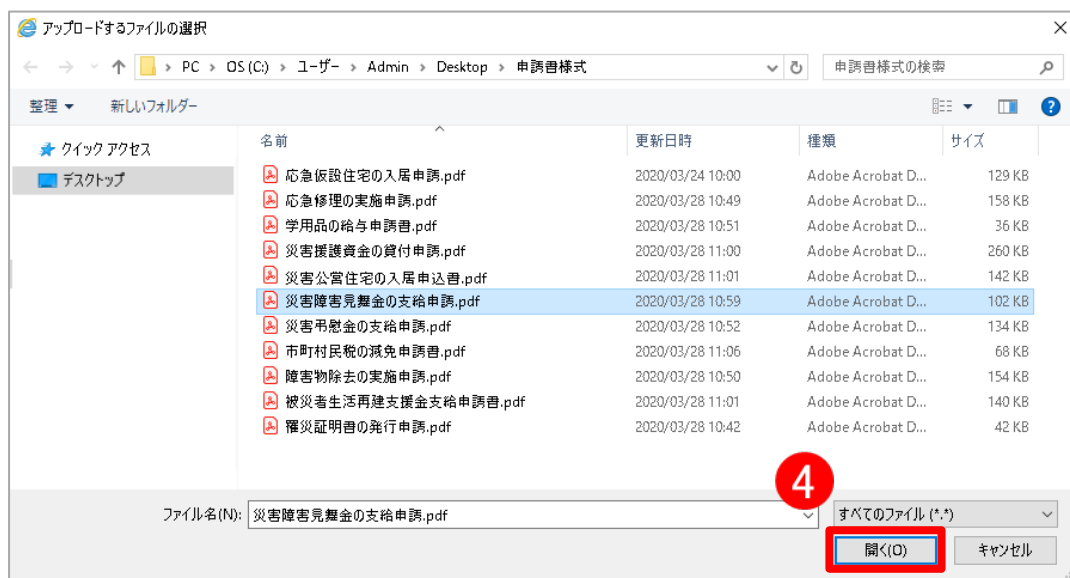 アップロードするファイルの選択
PC > OS (C:) > ユーザー > Admin > Desktop > 申請書様式
申請書様式の検索
整理 新しいフォルダー
クイック アクセス
デスクトップ
名前 更新日時 種類 サイズ
応急仮設住宅の入居申請.pdf 2020/03/24 10:00 Adobe Acrobat D... 129 KB
応急修理の実施申請.pdf 2020/03/28 10:49 Adobe Acrobat D... 158 KB
学用品の給与申請書.pdf 2020/03/28 10:51 Adobe Acrobat D... 36 KB
災害援護資金の貸付申請.pdf 2020/03/28 11:00 Adobe Acrobat D... 260 KB
災害公営住宅の入居申込書.pdf 2020/03/28 11:01 Adobe Acrobat D... 142 KB
災害障害見舞金の支給申請.pdf 2020/03/28 10:59 Adobe Acrobat D... 102 KB
災害弔慰金の支給申請.pdf 2020/03/28 10:52 Adobe Acrobat D... 134 KB
市町村民税の減免申請書.pdf 2020/03/28 11:06 Adobe Acrobat D... 68 KB
障害物除去の実施申請.pdf 2020/03/28 10:50 Adobe Acrobat D... 154 KB
被災者生活再建支援金支給申請書.pdf 2020/03/28 11:01 Adobe Acrobat D... 140 KB
罹災証明書の発行申請.pdf 2020/03/28 10:42 Adobe Acrobat D... 42 KB
4
ファイル名(N): 災害障害見舞金の支給申請.pdf すべてのファイル (*.*)
開く(O) キャンセル